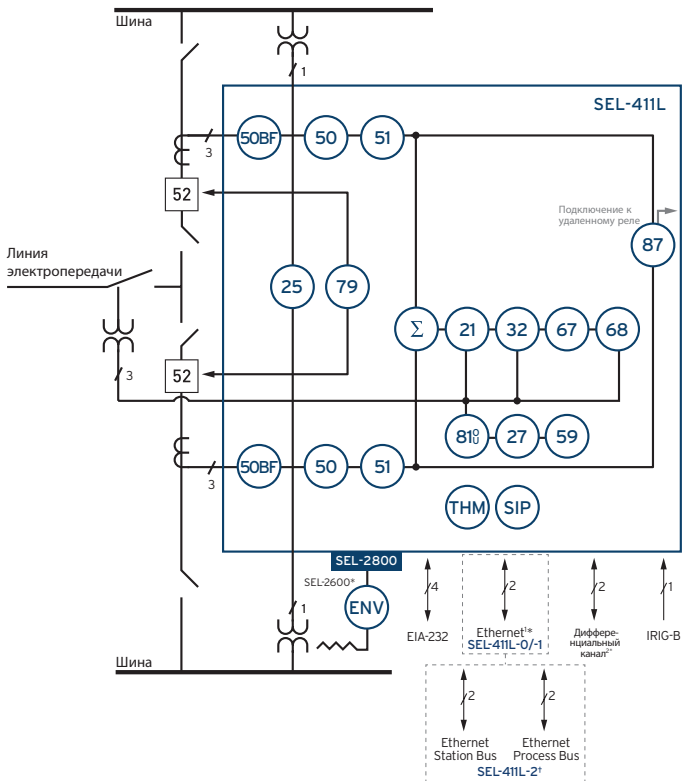 Шина
1
SEL-411L
50BF
50
51
3
52
Подключение к
удаленному реле
87
Линия
электропередачи
25
79
Σ
21
32
67
68
3
52
81OU
27
59
50BF
50
51
3
THM
SIP
SEL-2800
SEL-2600*
ENV
1
4
2
2
1
EIA-232
Ethernet¹*
SEL-411L-0/-1
Диффере-
нциальный
канал²*
IRIG-B
Шина
2
2
Ethernet
Station Bus
Ethernet
Process Bus
SEL-411L-2†